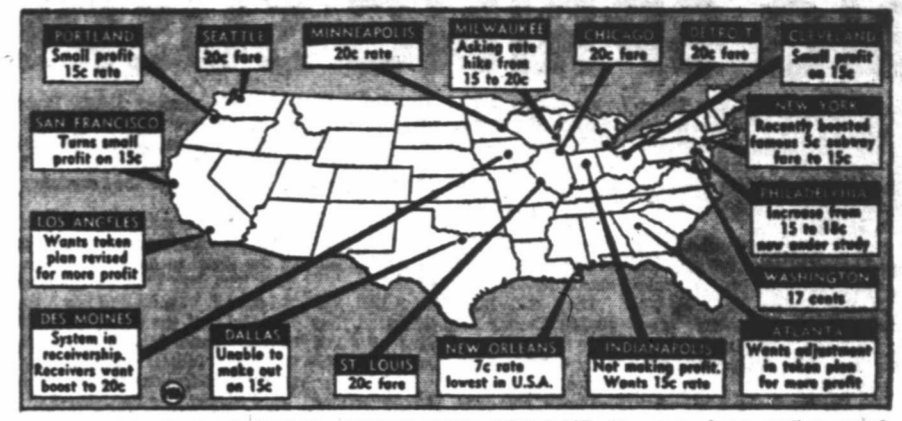 PORTLAND
Small profit
15c rate
SEATTLE
20c fare
MINNEAPOLIS
20c rate
MILWAUKEE
Asking rate
hike from
15 to 20c
CHICAGO
20c fare
DETROIT
20c fare
CLEVELAND
Small profit
on 15c
SAN FRANCISCO
Turns small
profit on 15c
NEW YORK
Recently boosted
famous 5c subway
fare to 15c
LOS ANGELES
Wants token
plan revised
for more profit
PHILADELPHIA
Increase from
15 to 18c
now under study
WASHINGTON
17 cents
DES MOINES
System in
receivership.
Receivers want
boost to 20c
DALLAS
Unable to
make out
on 15c
ST. LOUIS
20c fare
NEW ORLEANS
7c rate
lowest in U.S.A.
INDIANAPOLIS
Not making profit.
Wants 15c rate
ATLANTA
Wants adjustment
in token plan
for more profit